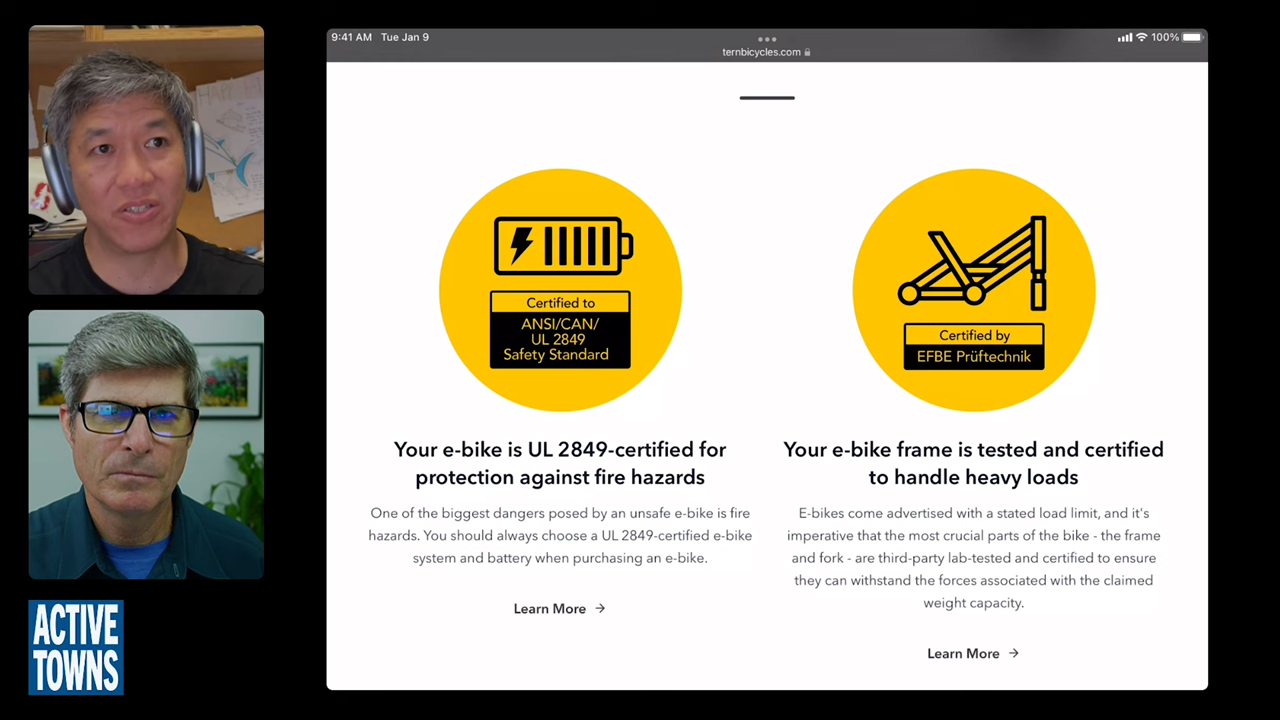 9:41 AM Tue Jan 9
ternbicycles.com
100%
Certified to
ANSI/CAN/
UL 2849
Safety Standard
Certified by
EFBE Prüftechnik
Your e-bike is UL 2849-certified for
protection against fire hazards
One of the biggest dangers posed by an unsafe e-bike is fire
hazards. You should always choose a UL 2849-certified e-bike
system and battery when purchasing an e-bike.
Learn More →
Your e-bike frame is tested and certified
to handle heavy loads
E-bikes come advertised with a stated load limit, and it's
imperative that the most crucial parts of the bike - the frame
and fork - are third-party lab-tested and certified to ensure
they can withstand the forces associated with the claimed
weight capacity.
Learn More →
ACTIVE
TOWNS